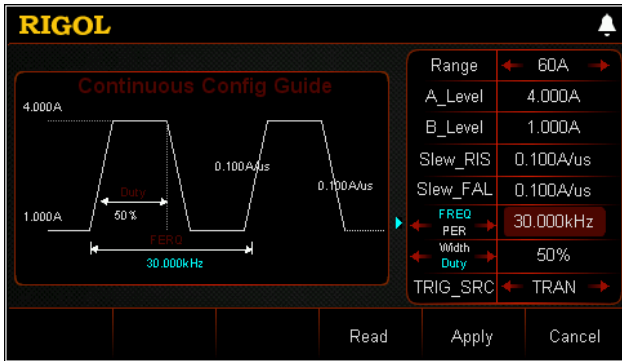 RIGOL
Continuous Config Guide
4.000A
0.100A/us
0.100A/us
Duty
50%
1.000A
FERQ
30.000kHz
Range 60A
A_Level 4.000A
B_Level 1.000A
Slew_RIS 0.100A/us
Slew_FAL 0.100A/us
FREQ
PER
30.000kHz
Width
Duty
50%
TRIG_SRC TRAN
Read Apply Cancel